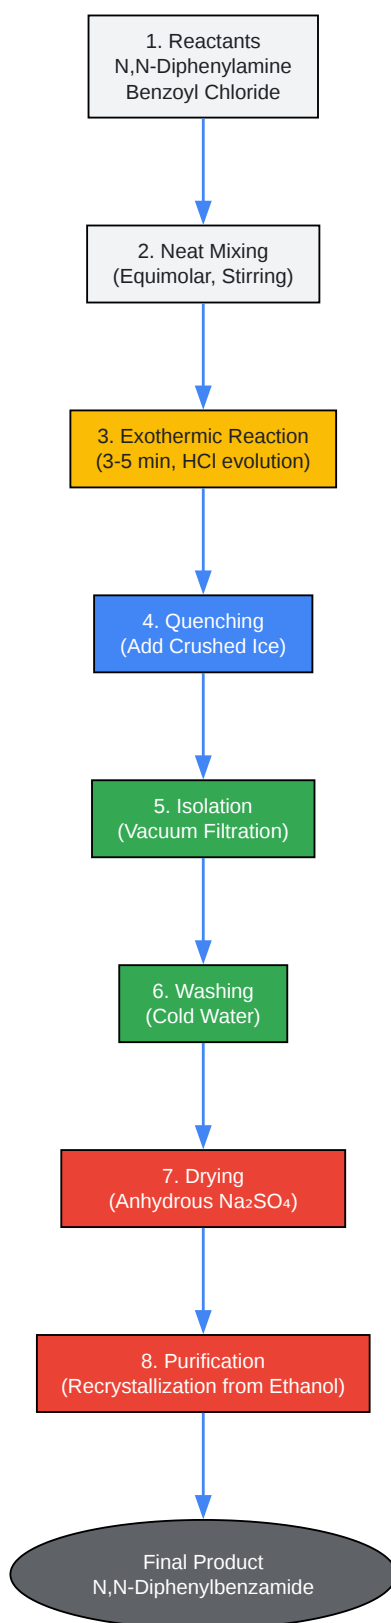 1. Reactants
N,N-Diphenylamine
Benzoyl Chloride
2. Neat Mixing
(Equimolar, Stirring)
3. Exothermic Reaction
(3-5 min, HCl evolution)
4. Quenching
(Add Crushed Ice)
5. Isolation
(Vacuum Filtration)
6. Washing
(Cold Water)
7. Drying
(Anhydrous Na₂SO₄)
8. Purification
(Recrystallization from Ethanol)
Final Product
N,N-Diphenylbenzamide